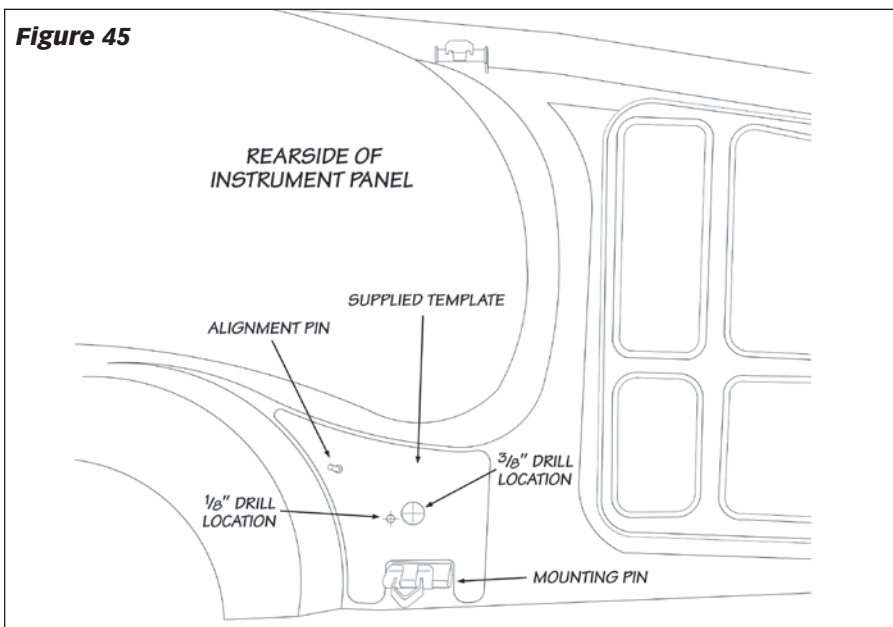 Figure 45
REARSIDE OF
INSTRUMENT PANEL
SUPPLIED TEMPLATE
ALIGNMENT PIN
3/8" DRILL
LOCATION
1/8" DRILL
LOCATION
MOUNTING PIN